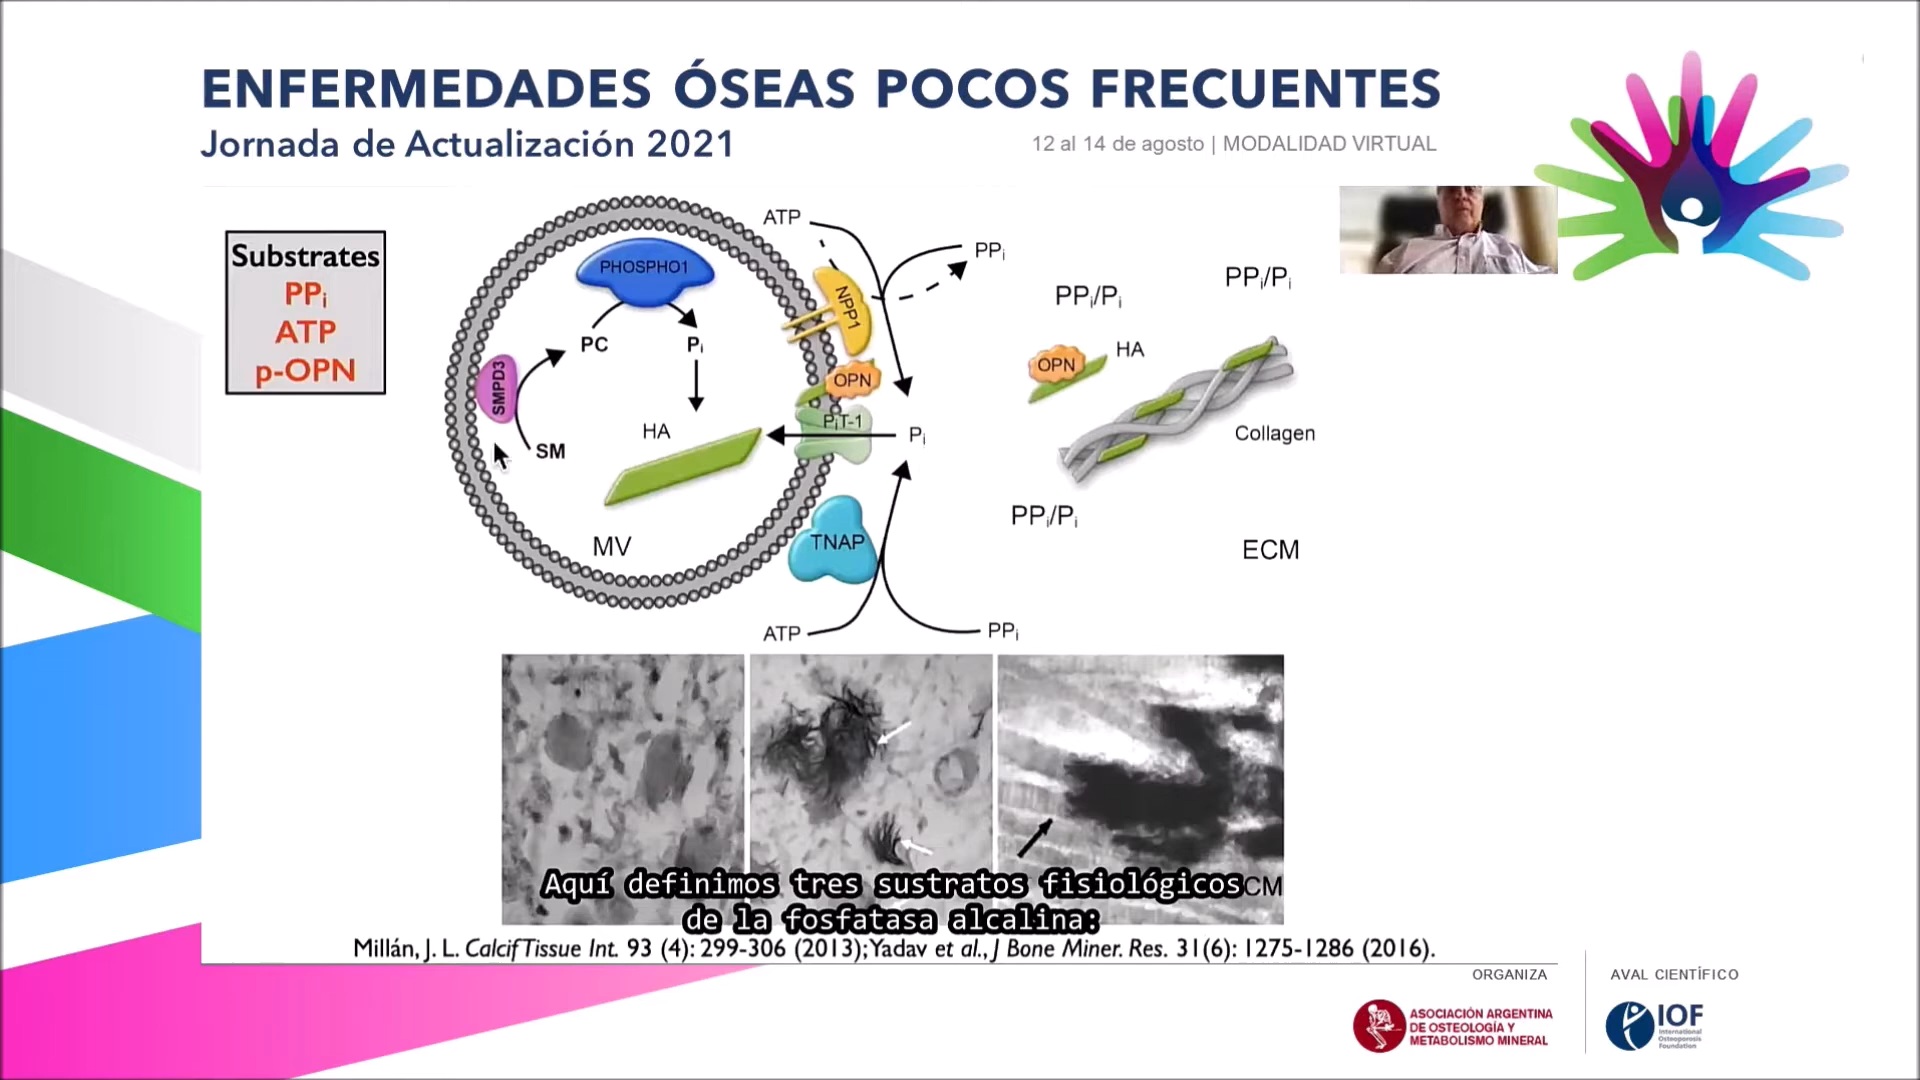 ENFERMEDADES ÓSEAS POCOS FRECUENTES
Jornada de Actualización 2021
12 al 14 de agosto | MODALIDAD VIRTUAL
Substrates
PPi
ATP
p-OPN
ATP
PPi
PHOSPHO1
NPP1
PC
Pi
SMPD3
SM
OPN
PiT-1
Pi
HA
MV
TNAP
ATP
PPi
PPi/Pi
PPi/Pi
OPN
HA
Collagen
PPi/Pi
ECM
CM
Aquí definimos tres sustratos fisiológicos
de la fosfatasa alcalina:
Millán, J. L. Calcif Tissue Int. 93 (4): 299-306 (2013); Yadav et al., J Bone Miner. Res. 31(6): 1275-1286 (2016).
ORGANIZA
AVAL CIENTÍFICO
ASOCIACIÓN ARGENTINA
DE OSTEOLOGÍA Y
METABOLISMO MINERAL
IOF
International
Osteoporosis
Foundation